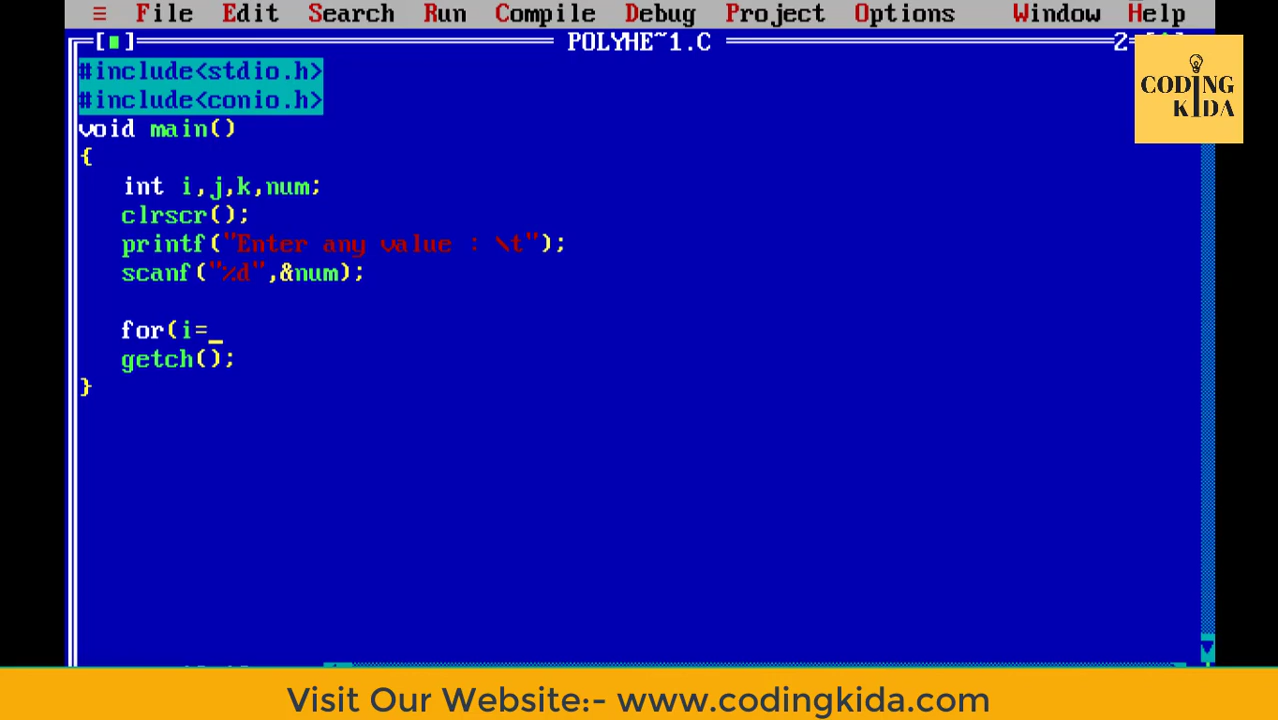 ≡ File Edit Search Run Compile Debug Project Options Window Help
[■] POLYHE~1.C 2
CODING
KIDA
#include<stdio.h>
#include<conio.h>
void main()
{
int i,j,k,num;
clrscr();
printf("Enter any value : \t");
scanf("%d",&num);
for(i=_
getch();
}
Visit Our Website:- www.codingkida.com